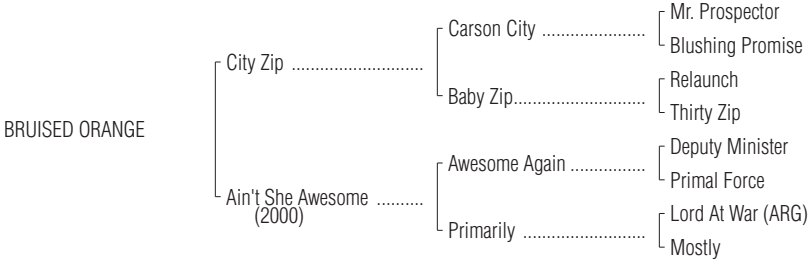 Mr. Prospector
Carson City ......................
Blushing Promise
City Zip ............................
Relaunch
Baby Zip............................
Thirty Zip
BRUISED ORANGE
Deputy Minister
Awesome Again ................
Primal Force
Ain't She Awesome ..........
(2000)
Lord At War (ARG)
Primarily ..........................
Mostly